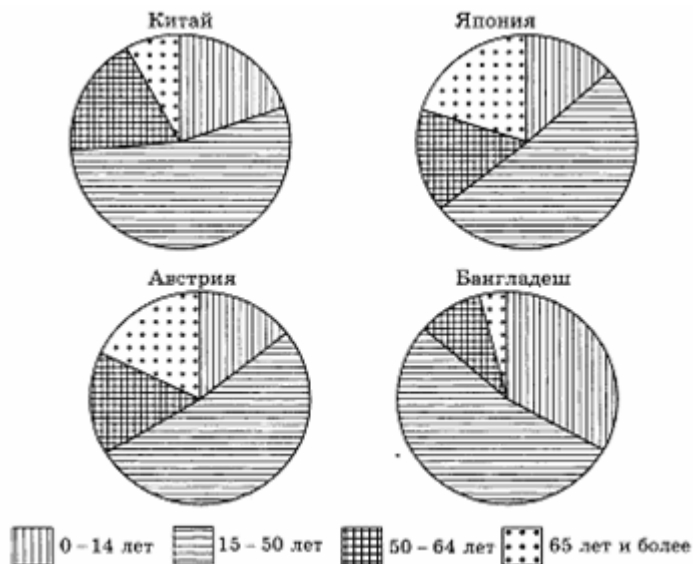 Китай Япония
Австрия Бангладеш
0 – 14 лет 15 – 50 лет 50 – 64 лет 65 лет и более